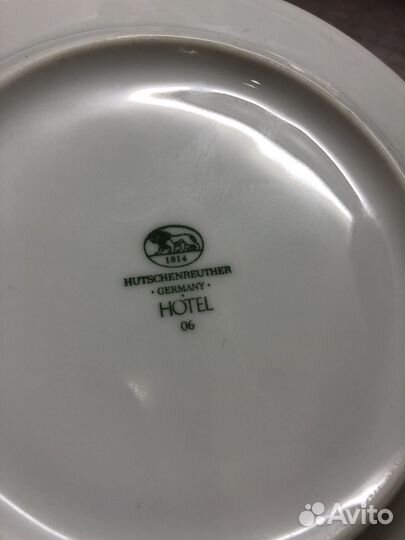 1814
HUTSCHENREUTHER
· GERMANY ·
HOTEL
06
Avito